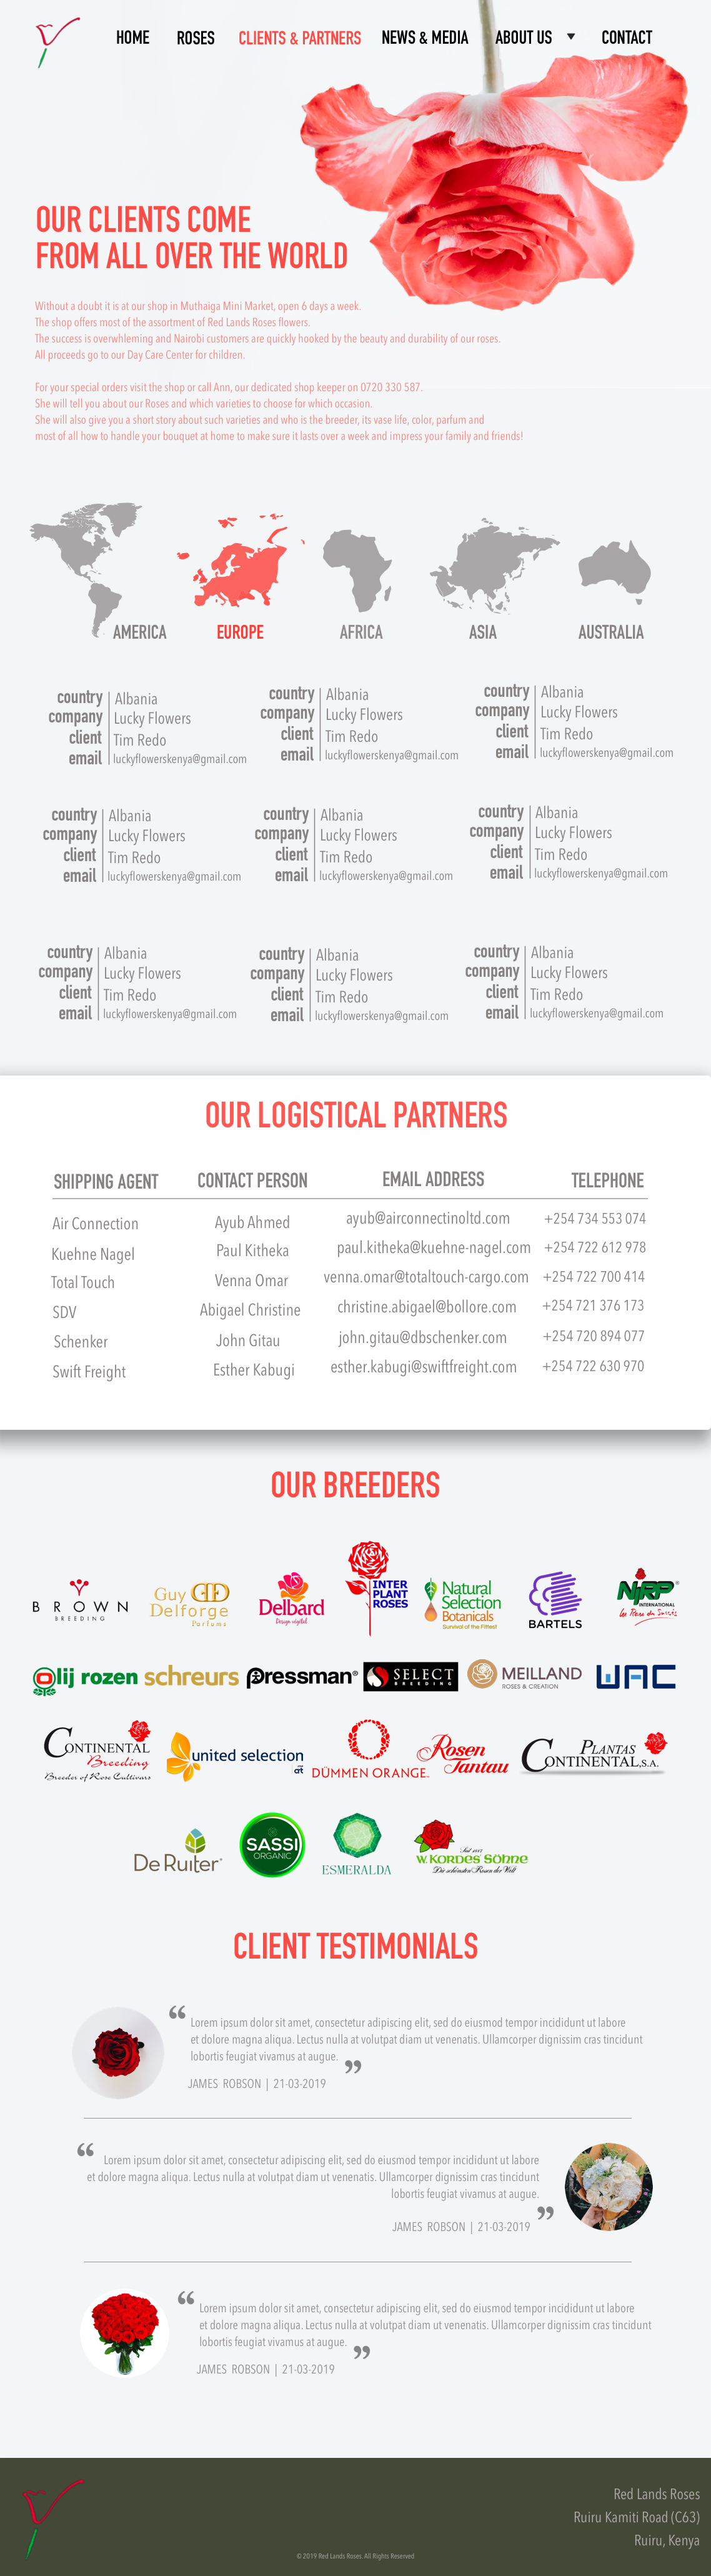 HOME ROSES CLIENTS & PARTNERS NEWS & MEDIA ABOUT US CONTACT
OUR CLIENTS COME
FROM ALL OVER THE WORLD
Without a doubt it is at our shop in Muthaiga Mini Market, open 6 days a week.
The shop offers most of the assortment of Red Lands Roses flowers.
The success is overwhleming and Nairobi customers are quickly hooked by the beauty and durability of our roses.
All proceeds go to our Day Care Center for children.
For your special orders visit the shop or call Ann, our dedicated shop keeper on 0720 330 587.
She will tell you about our Roses and which varieties to choose for which occasion.
She will also give you a short story about such varieties and who is the breeder, its vase life, color, parfum and
most of all how to handle your bouquet at home to make sure it lasts over a week and impress your family and friends!
AMERICA EUROPE AFRICA ASIA AUSTRALIA
country Albania country Albania country Albania
company Lucky Flowers company Lucky Flowers company Lucky Flowers
client Tim Redo client Tim Redo client Tim Redo
email luckyflowerskenya@gmail.com email luckyflowerskenya@gmail.com email luckyflowerskenya@gmail.com
country Albania country Albania country Albania
company Lucky Flowers company Lucky Flowers company Lucky Flowers
client Tim Redo client Tim Redo client Tim Redo
email luckyflowerskenya@gmail.com email luckyflowerskenya@gmail.com email luckyflowerskenya@gmail.com
country Albania country Albania country Albania
company Lucky Flowers company Lucky Flowers company Lucky Flowers
client Tim Redo client Tim Redo client Tim Redo
email luckyflowerskenya@gmail.com email luckyflowerskenya@gmail.com email luckyflowerskenya@gmail.com
OUR LOGISTICAL PARTNERS
SHIPPING AGENT CONTACT PERSON EMAIL ADDRESS TELEPHONE
Air Connection Ayub Ahmed ayub@airconnectinoltd.com +254 734 553 074
Kuehne Nagel Paul Kitheka paul.kitheka@kuehne-nagel.com +254 722 612 978
Total Touch Venna Omar venna.omar@totaltouch-cargo.com +254 722 700 414
SDV Abigael Christine christine.abigael@bollore.com +254 721 376 173
Schenker John Gitau john.gitau@dbschenker.com +254 720 894 077
Swift Freight Esther Kabugi esther.kabugi@swiftfreight.com +254 722 630 970
OUR BREEDERS
BROWN
BREEDING
Guy DD
Delforge
Parfums
Delbard
Design végétal
INTER
PLANT
ROSES
Natural
Selection
Botanicals
Survival of the Fittest
BARTELS
NIRP
INTERNATIONAL
Les Roses du Succès
Olij rozen
schreurs
Pressman®
SELECT
BREEDING
MEILLAND
ROSES & CREATION
WAC
CONTINENTAL
Breeding
Breeder of Rose Cultivars
united selection
DÜMMEN ORANGE.
Rosen
Tantau
PLANTAS
CONTINENTAL,S.A.
De Ruiter
SASSI
ORGANIC
ESMERALDA
Seit 1887
W. KORDES' SÖHNE
Die schönsten Rosen der Welt
CLIENT TESTIMONIALS
“ Lorem ipsum dolor sit amet, consectetur adipiscing elit, sed do eiusmod tempor incididunt ut labore
et dolore magna aliqua. Lectus nulla at volutpat diam ut venenatis. Ullamcorper dignissim cras tincidunt
lobortis feugiat vivamus at augue. ”
JAMES ROBSON | 21-03-2019
“ Lorem ipsum dolor sit amet, consectetur adipiscing elit, sed do eiusmod tempor incididunt ut labore
et dolore magna aliqua. Lectus nulla at volutpat diam ut venenatis. Ullamcorper dignissim cras tincidunt
lobortis feugiat vivamus at augue. ”
JAMES ROBSON | 21-03-2019
“ Lorem ipsum dolor sit amet, consectetur adipiscing elit, sed do eiusmod tempor incididunt ut labore
et dolore magna aliqua. Lectus nulla at volutpat diam ut venenatis. Ullamcorper dignissim cras tincidunt
lobortis feugiat vivamus at augue. ”
JAMES ROBSON | 21-03-2019
Red Lands Roses
Ruiru Kamiti Road (C63)
Ruiru, Kenya
© 2019 Red Lands Roses. All Rights Reserved